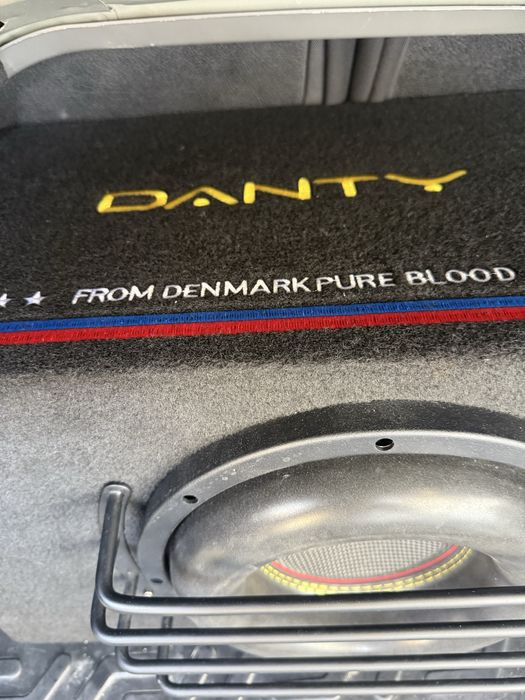 DANTY
★ ★ FROM DENMARK PURE BLOOD